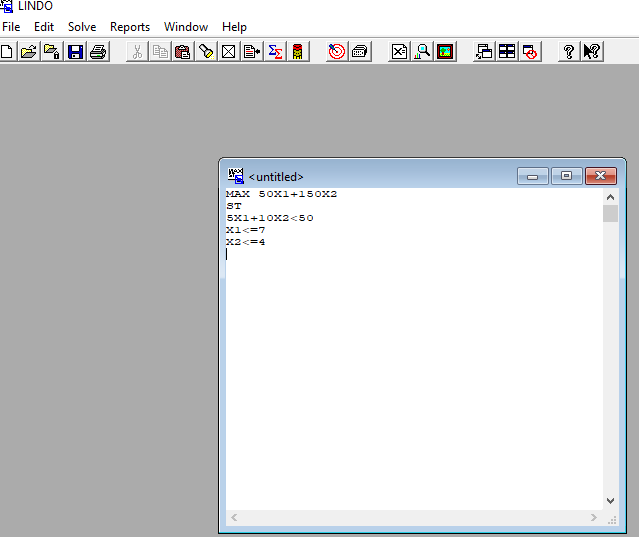 LINDO
File Edit Solve Reports Window Help
<untitled>
MAX 50X1+150X2
ST
5X1+10X2<50
X1<=7
X2<=4